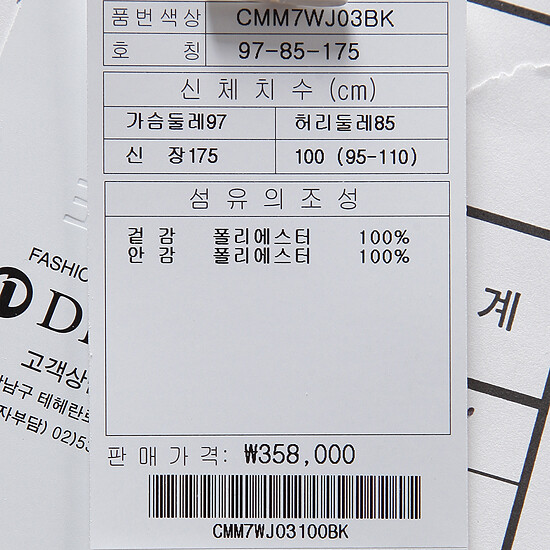 품번색상 CMM7WJ03BK
호 칭 97-85-175
신 체 치 수 (cm)
가슴둘레97 허리둘레85
신 장175 100 (95-110)
섬 유 의 조 성
겉 감 폴리에스터 100%
안 감 폴리에스터 100%
판 매 가 격: ₩358,000
CMM7WJ03100BK
FASHIO
고객상
남구 테헤란로
자부담) 02)5
계